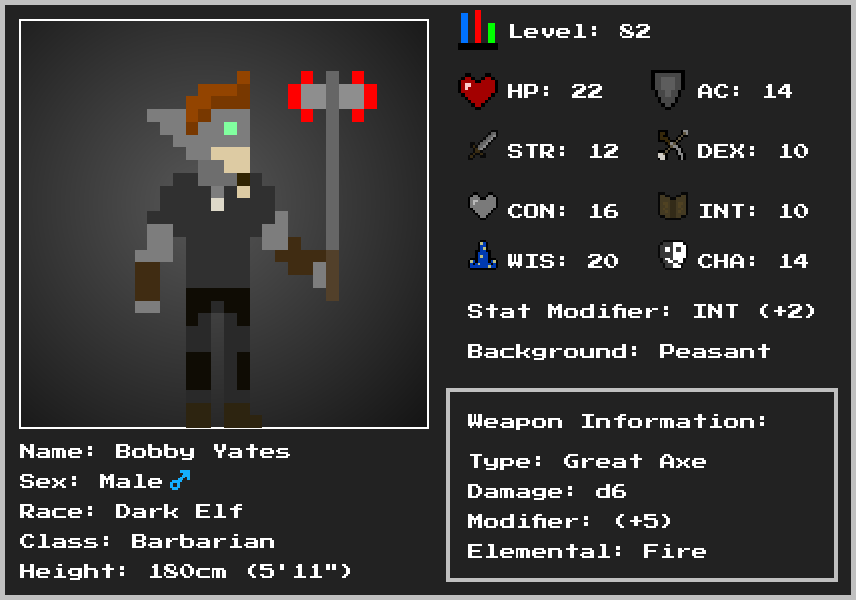 Level: 82
HP: 22 AC: 14
STR: 12 DEX: 10
CON: 16 INT: 10
WIS: 20 CHA: 14
Stat Modifier: INT (+2)
Background: Peasant
Weapon Information:
Type: Great Axe
Damage: d6
Modifier: (+5)
Elemental: Fire
Name: Bobby Yates
Sex: Male ♂
Race: Dark Elf
Class: Barbarian
Height: 180cm (5'11")